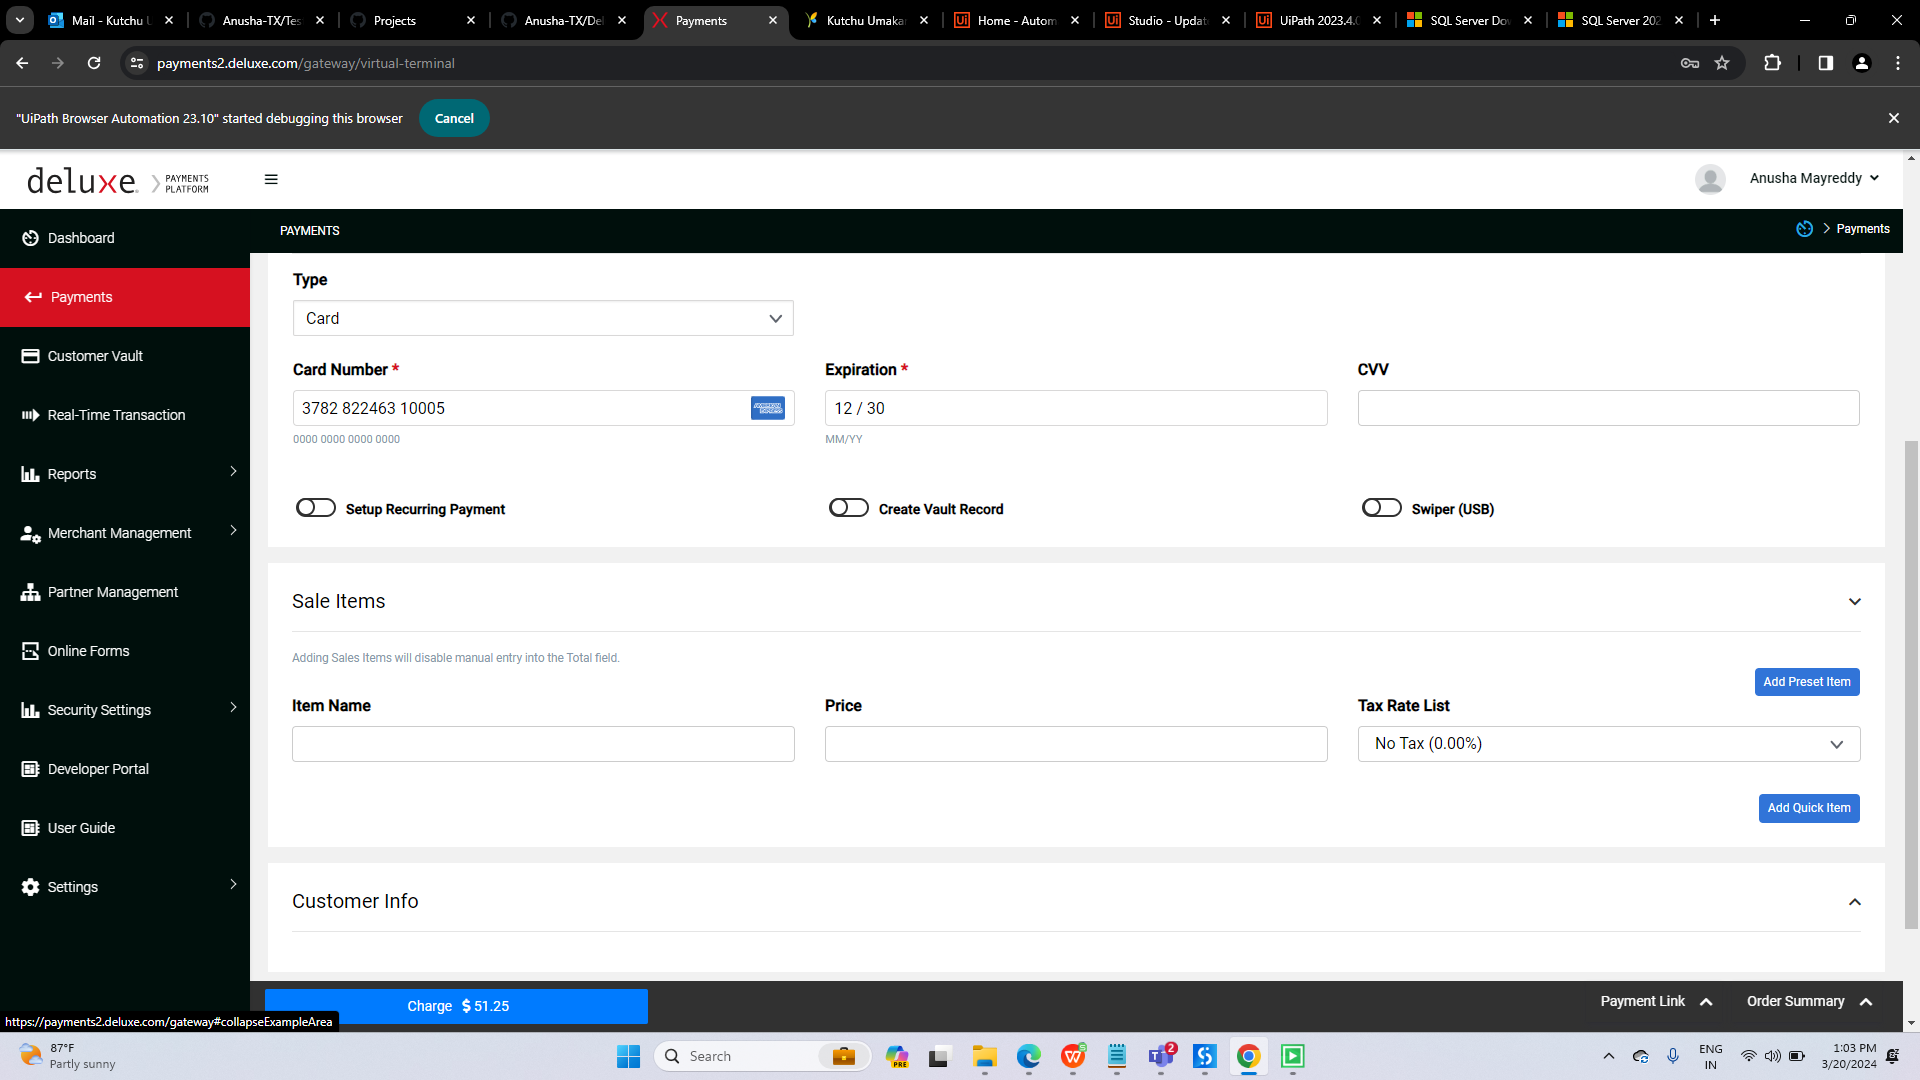 Mail - Kutchu U
Anusha-TX/Tes
Projects
Anusha-TX/Del
Payments
Kutchu Umakan
Home - Autom
Studio - Update
UiPath 2023.4.0
SQL Server Do
SQL Server 202
payments2.deluxe.com/gateway/virtual-terminal
"UiPath Browser Automation 23.10" started debugging this browser
Cancel
deluxe.
PAYMENTS
PLATFORM
Anusha Mayreddy
Dashboard
PAYMENTS
Payments
Payments
Customer Vault
Real-Time Transaction
Reports
Merchant Management
Partner Management
Online Forms
Security Settings
Developer Portal
User Guide
Settings
Type
Card
Card Number *
Expiration *
CVV
3782 822463 10005
AMERICAN
EXPRESS
12 / 30
0000 0000 0000 0000
MM/YY
Setup Recurring Payment
Create Vault Record
Swiper (USB)
Sale Items
Adding Sales Items will disable manual entry into the Total field.
Add Preset Item
Item Name
Price
Tax Rate List
No Tax (0.00%)
Add Quick Item
Customer Info
Charge $ 51.25
Payment Link
Order Summary
https://payments2.deluxe.com/gateway#collapseExampleArea
87°F
Partly sunny
Search
PRE
2
ENG
IN
1:03 PM
3/20/2024